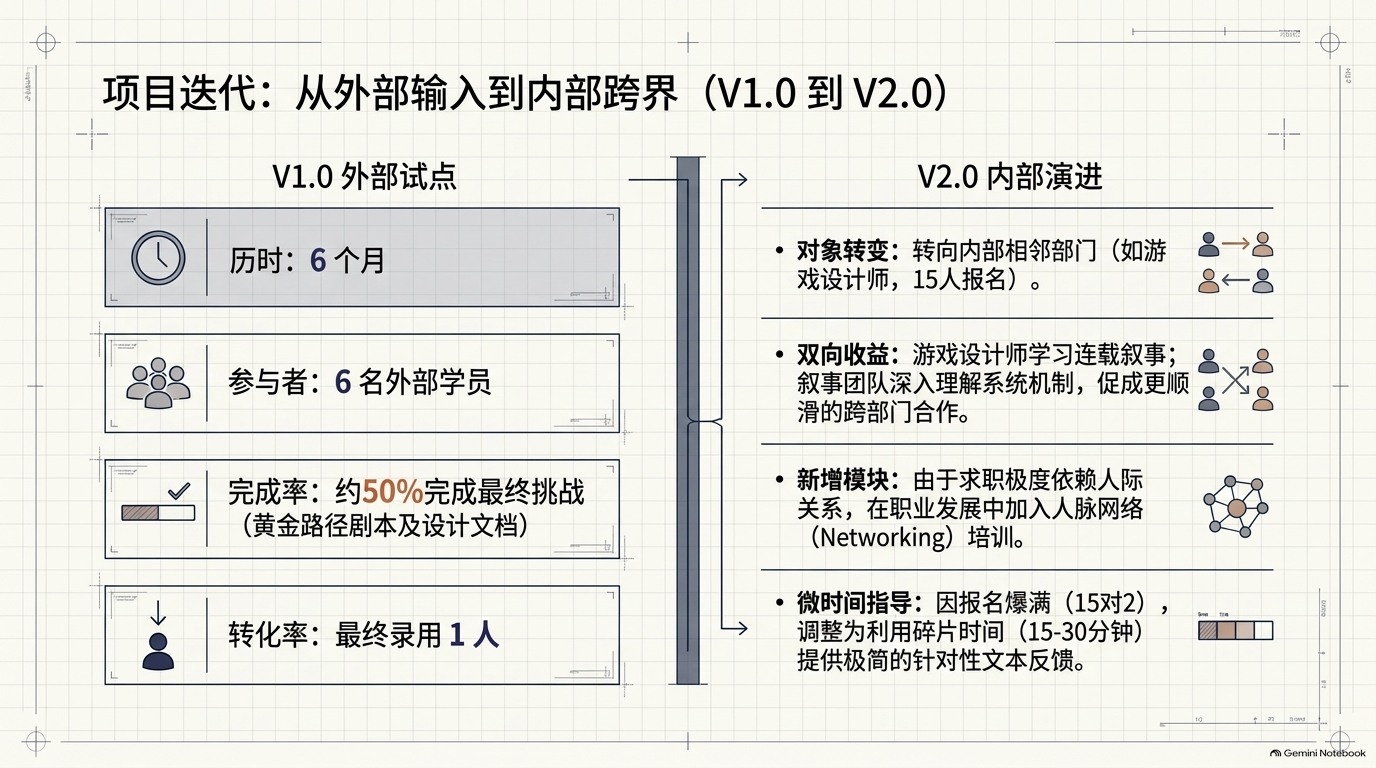 项目迭代：从外部输入到内部跨界（V1.0 到 V2.0）
V1.0 外部试点
历时：6 个月
参与者：6 名外部学员
完成率：约50%完成最终挑战
（黄金路径剧本及设计文档）
转化率：最终录用 1 人
V2.0 内部演进
• 对象转变：转向内部相邻部门（如游
戏设计师，15人报名）。
• 双向收益：游戏设计师学习连载叙事；
叙事团队深入理解系统机制，促成更顺
滑的跨部门合作。
• 新增模块：由于求职极度依赖人际
关系，在职业发展中加入人脉网络
（Networking）培训。
• 微时间指导：因报名爆满（15对2），
调整为利用碎片时间（15-30分钟）
提供极简的针对性文本反馈。
Gemini Notebook